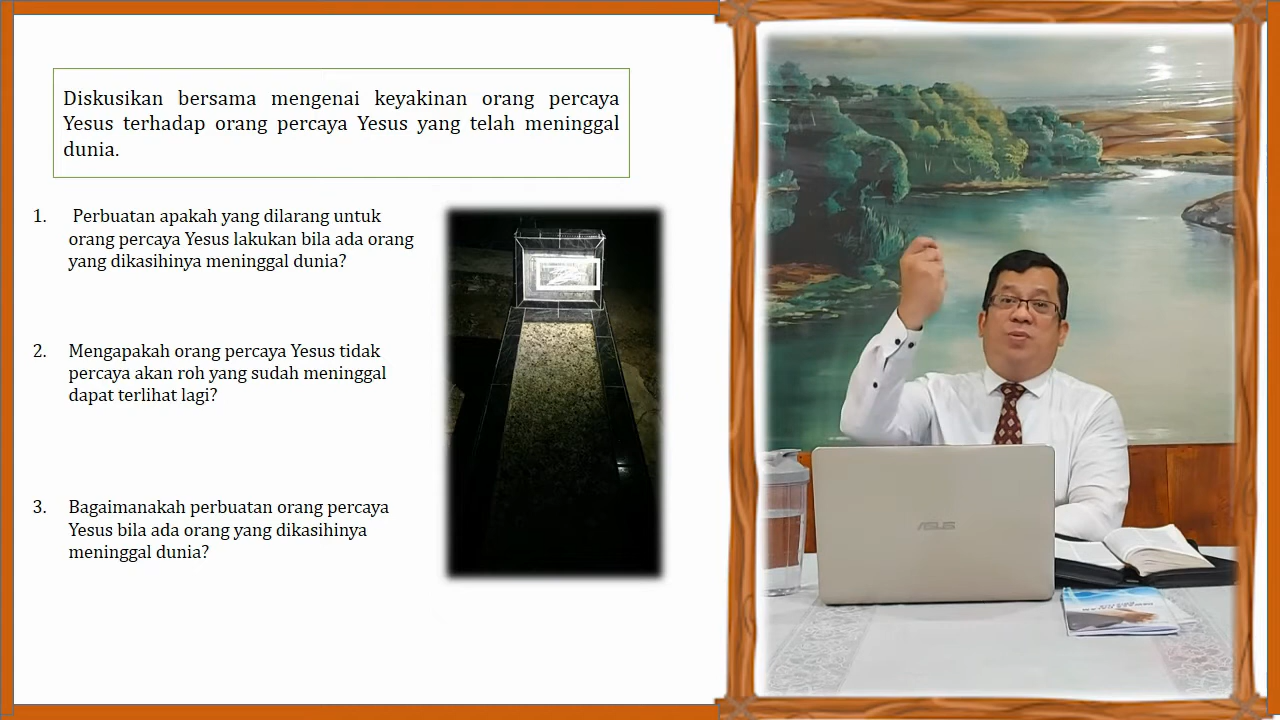 Diskusikan bersama mengenai keyakinan orang percaya
Yesus terhadap orang percaya Yesus yang telah meninggal
dunia.
1. Perbuatan apakah yang dilarang untuk
orang percaya Yesus lakukan bila ada orang
yang dikasihinya meninggal dunia?
2. Mengapakah orang percaya Yesus tidak
percaya akan roh yang sudah meninggal
dapat terlihat lagi?
3. Bagaimanakah perbuatan orang percaya
Yesus bila ada orang yang dikasihinya
meninggal dunia?
ASUS